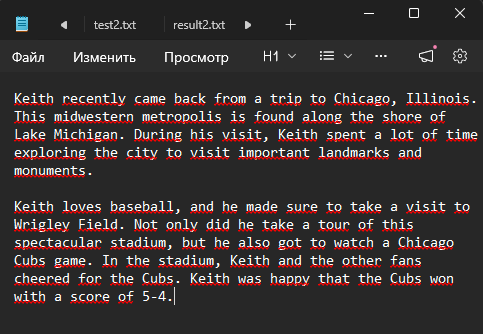 test2.txt
result2.txt
Файл
Изменить
Просмотр
H1
Keith recently came back from a trip to Chicago, Illinois.
This midwestern metropolis is found along the shore of
Lake Michigan. During his visit, Keith spent a lot of time
exploring the city to visit important landmarks and
monuments.
Keith loves baseball, and he made sure to take a visit to
Wrigley Field. Not only did he take a tour of this
spectacular stadium, but he also got to watch a Chicago
Cubs game. In the stadium, Keith and the other fans
cheered for the Cubs. Keith was happy that the Cubs won
with a score of 5-4.